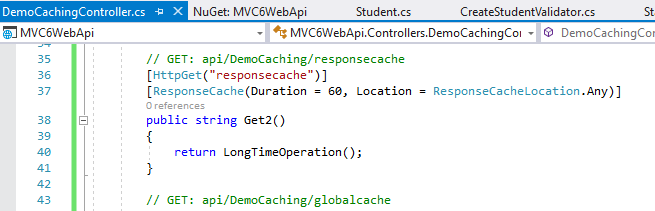 DemoCachingController.cs
NuGet: MVC6WebApi
Student.cs
CreateStudentValidator.cs
MVC6WebApi
MVC6WebApi.Controllers.DemoCachingCor
DemoCachingCont
34
35 // GET: api/DemoCaching/responsecache
36 [HttpGet("responsecache")]
37 [ResponseCache(Duration = 60, Location = ResponseCacheLocation.Any)]
0 references
38 public string Get2()
39 {
40 return LongTimeOperation();
41 }
42
43 // GET: api/DemoCaching/globalcache